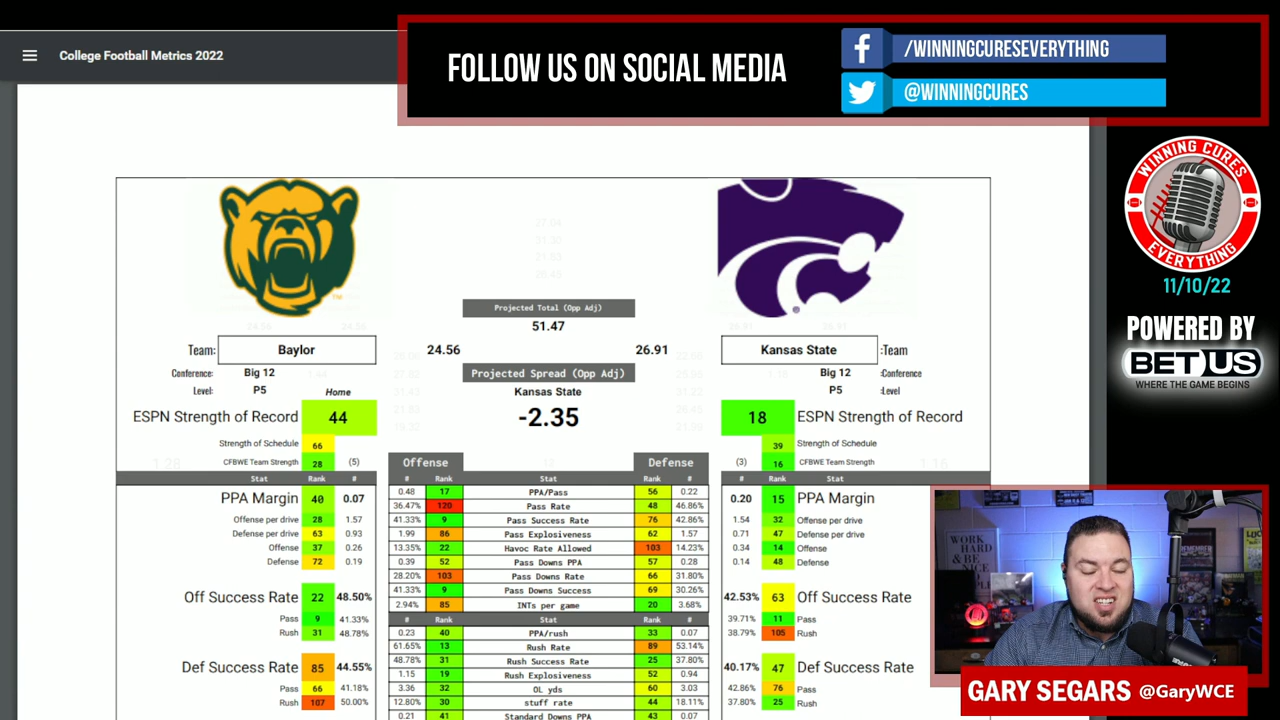 College Football Metrics 2022
FOLLOW US ON SOCIAL MEDIA
/WINNINGCURESEVERYTHING
@WINNINGCURES
WINNING CURES
EVERYTHING
11/10/22
POWERED BY
BETUS
WHERE THE GAME BEGINS
Projected Total (Opp Adj)
51.47
Team: Baylor 24.56 26.91 Kansas State :Team
Conference: Big 12 Projected Spread (Opp Adj) Big 12 :Conference
Level: P5 Home Kansas State P5 :Level
ESPN Strength of Record 44 -2.35 18 ESPN Strength of Record
Strength of Schedule 66 39 Strength of Schedule
CFBWE Team Strength 28 (5) Offense Defense (3) 16 CFBWE Team Strength
Stat Rank # # Rank Stat Rank # # Rank Stat
PPA Margin 40 0.07 0.48 17 PPA/Pass 56 0.22 0.20 15 PPA Margin
36.47% 120 Pass Rate 48 46.86%
Offense per drive 28 1.57 41.33% 9 Pass Success Rate 76 42.86% 1.54 32 Offense per drive
Defense per drive 63 0.93 1.99 86 Pass Explosiveness 62 1.57 0.71 47 Defense per drive
Offense 37 0.26 13.35% 22 Havoc Rate Allowed 103 14.23% 0.34 14 Offense
Defense 72 0.19 0.39 52 Pass Downs PPA 57 0.28 0.14 48 Defense
28.20% 103 Pass Downs Rate 66 31.80%
Off Success Rate 22 48.50% 41.33% 9 Pass Downs Success 69 30.26% 42.53% 63 Off Success Rate
2.94% 85 INTs per game 20 3.68%
Pass 9 41.33% # Rank Stat Rank # 39.71% 11 Pass
Rush 31 48.78% 0.23 40 PPA/rush 33 0.07 38.79% 105 Rush
61.65% 13 Rush Rate 89 53.14%
Def Success Rate 85 44.55% 48.78% 31 Rush Success Rate 25 37.80% 40.17% 47 Def Success Rate
1.15 19 Rush Explosiveness 52 0.94
Pass 66 41.18% 3.36 32 OL yds 60 3.03 42.86% 76 Pass
Rush 107 50.00% 12.80% 30 stuff rate 44 18.11% 37.80% 25 Rush
0.21 41 Standard Downs PPA 43 0.07
WORK
HARD
& BE
NICE
GARY SEGARS @GaryWCE